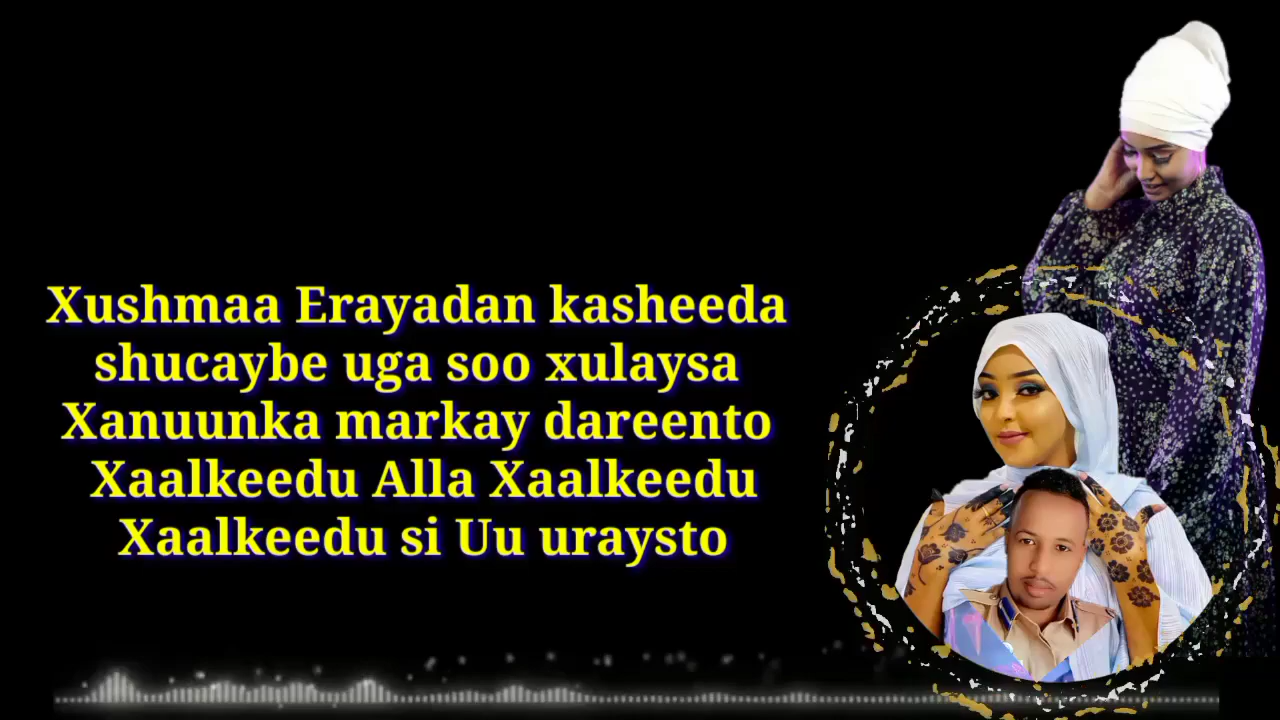 Xushmaa Erayadan kasheeda
shucaybe uga soo xulaysa
Xanuunka markay dareento
Xaalkeedu Alla Xaalkeedu
Xaalkeedu si Uu uraysto